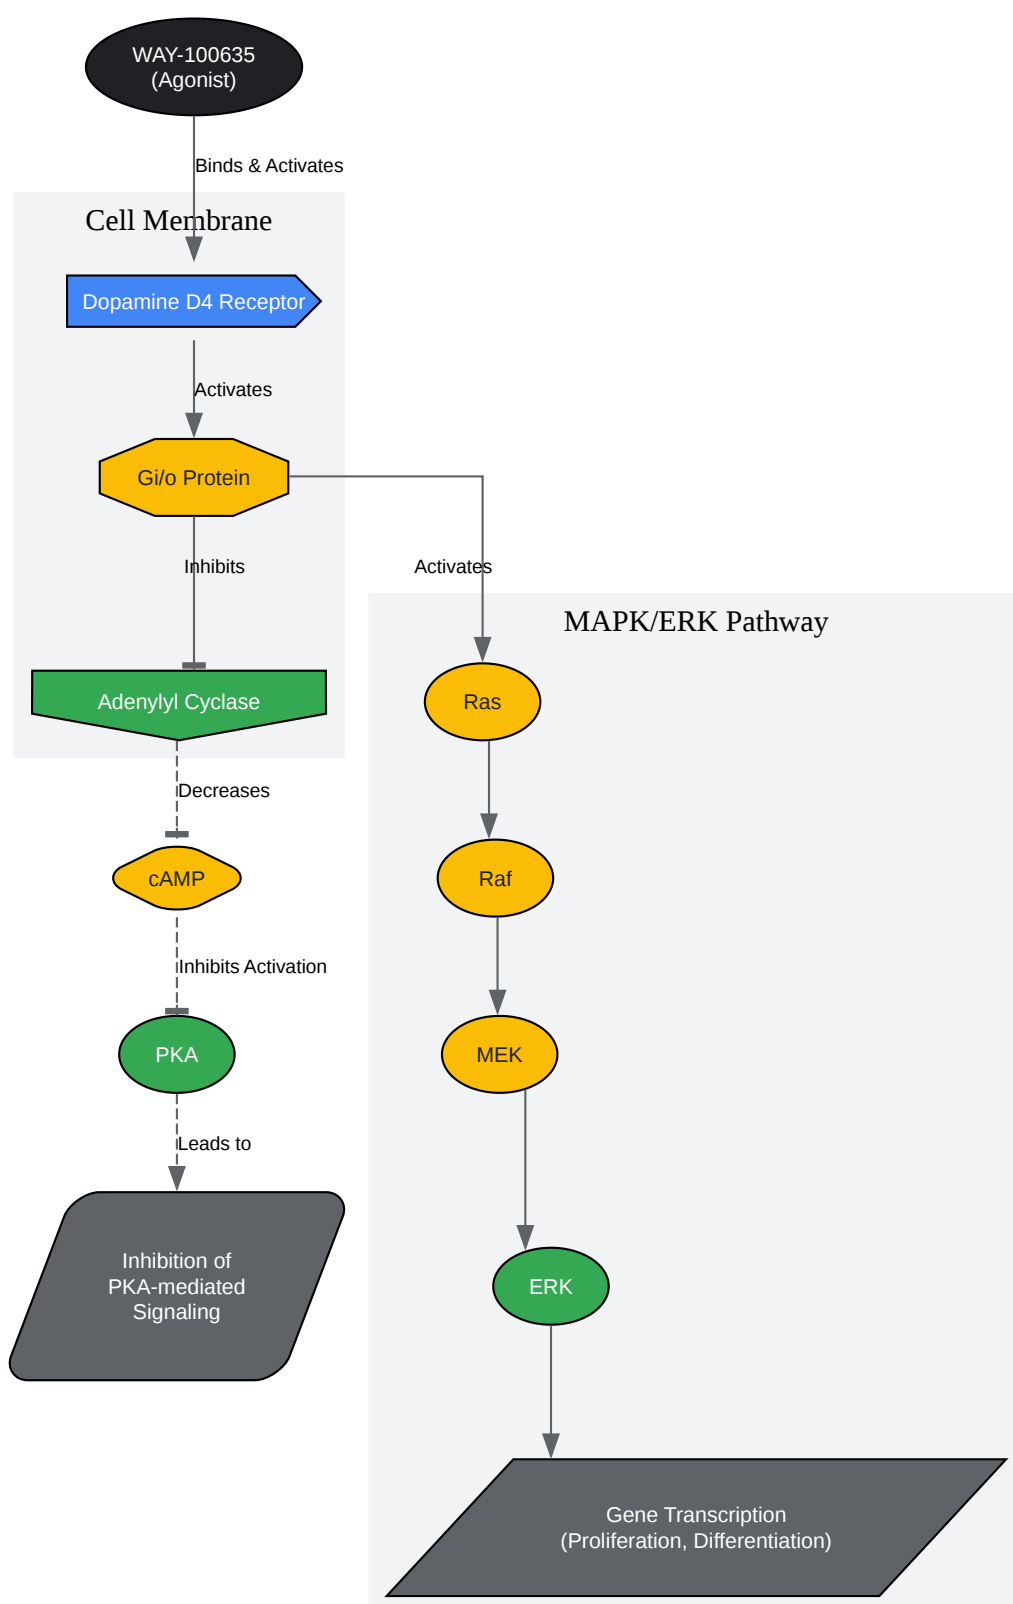 WAY-100635
(Agonist)
Binds & Activates
Cell Membrane
Dopamine D4 Receptor
Activates
Gi/o Protein
Inhibits
Activates
MAPK/ERK Pathway
Adenylyl Cyclase
Ras
Decreases
cAMP
Raf
Inhibits Activation
PKA
MEK
Leads to
Inhibition of
PKA-mediated
Signaling
ERK
Gene Transcription
(Proliferation, Differentiation)